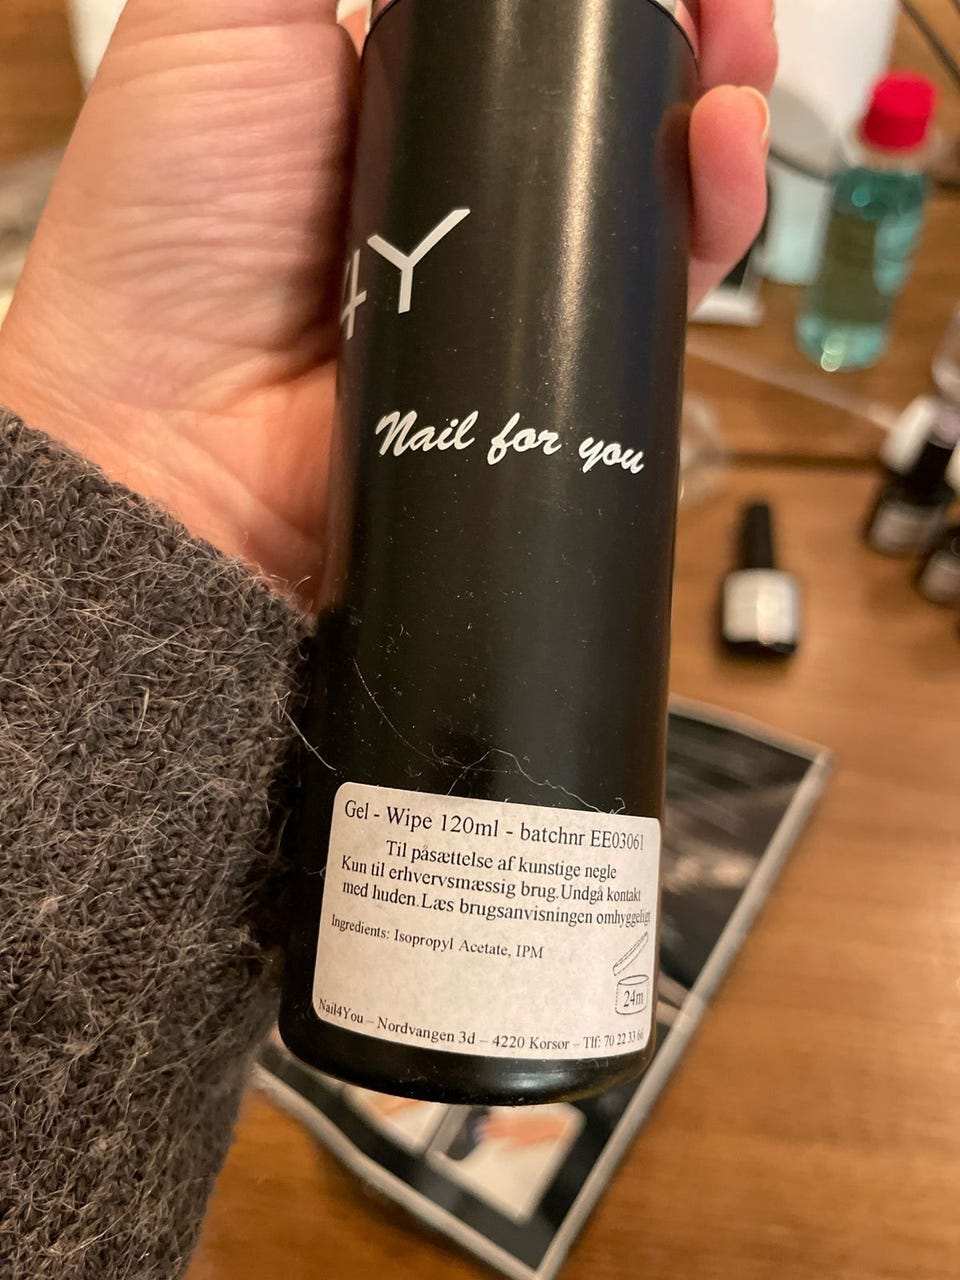 4Y
Nail for you
Gel - Wipe 120ml - batchnr EE03061
Til påsættelse af kunstige negle
Kun til erhvervsmæssig brug.Undgå kontakt
med huden.Læs brugsanvisningen omhyggeligt
Ingredients: Isopropyl Acetate, IPM
24m
Nail4You – Nordvangen 3d – 4220 Korsør – Tlf: 70 22 33 60